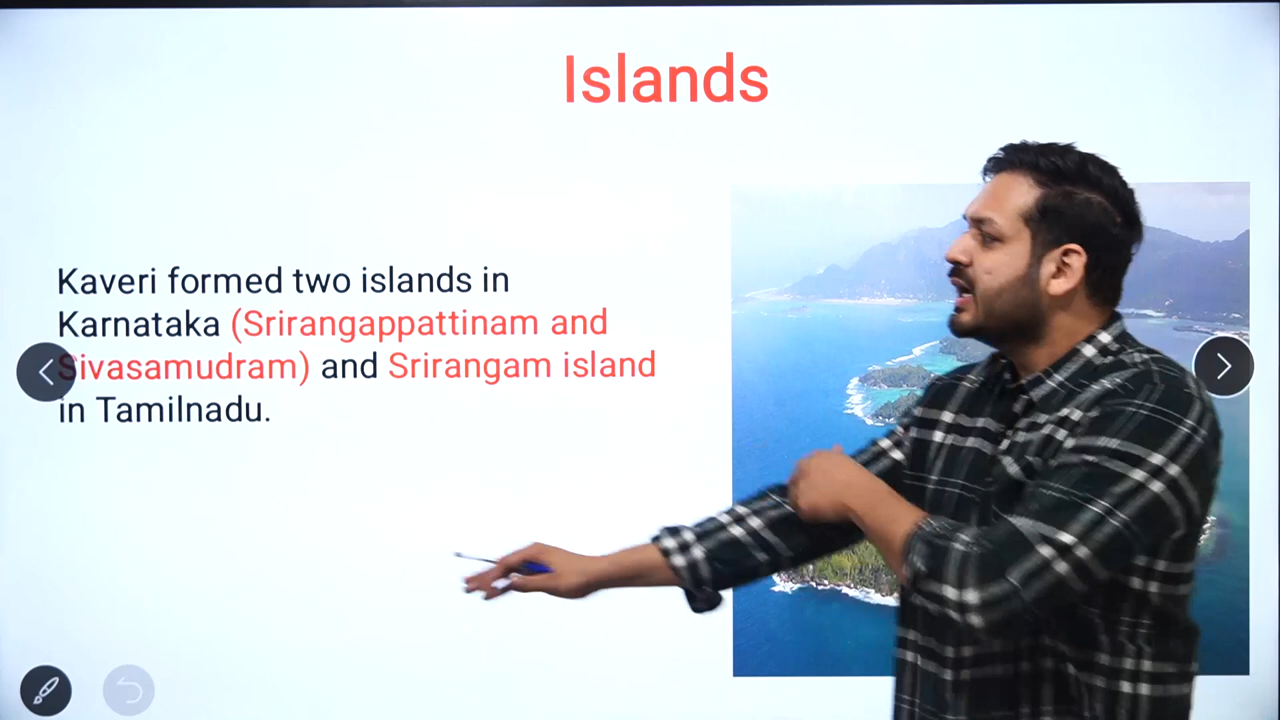 Islands
Kaveri formed two islands in
Karnataka (Srirangappattinam and
Sivasamudram) and Srirangam island
in Tamilnadu.